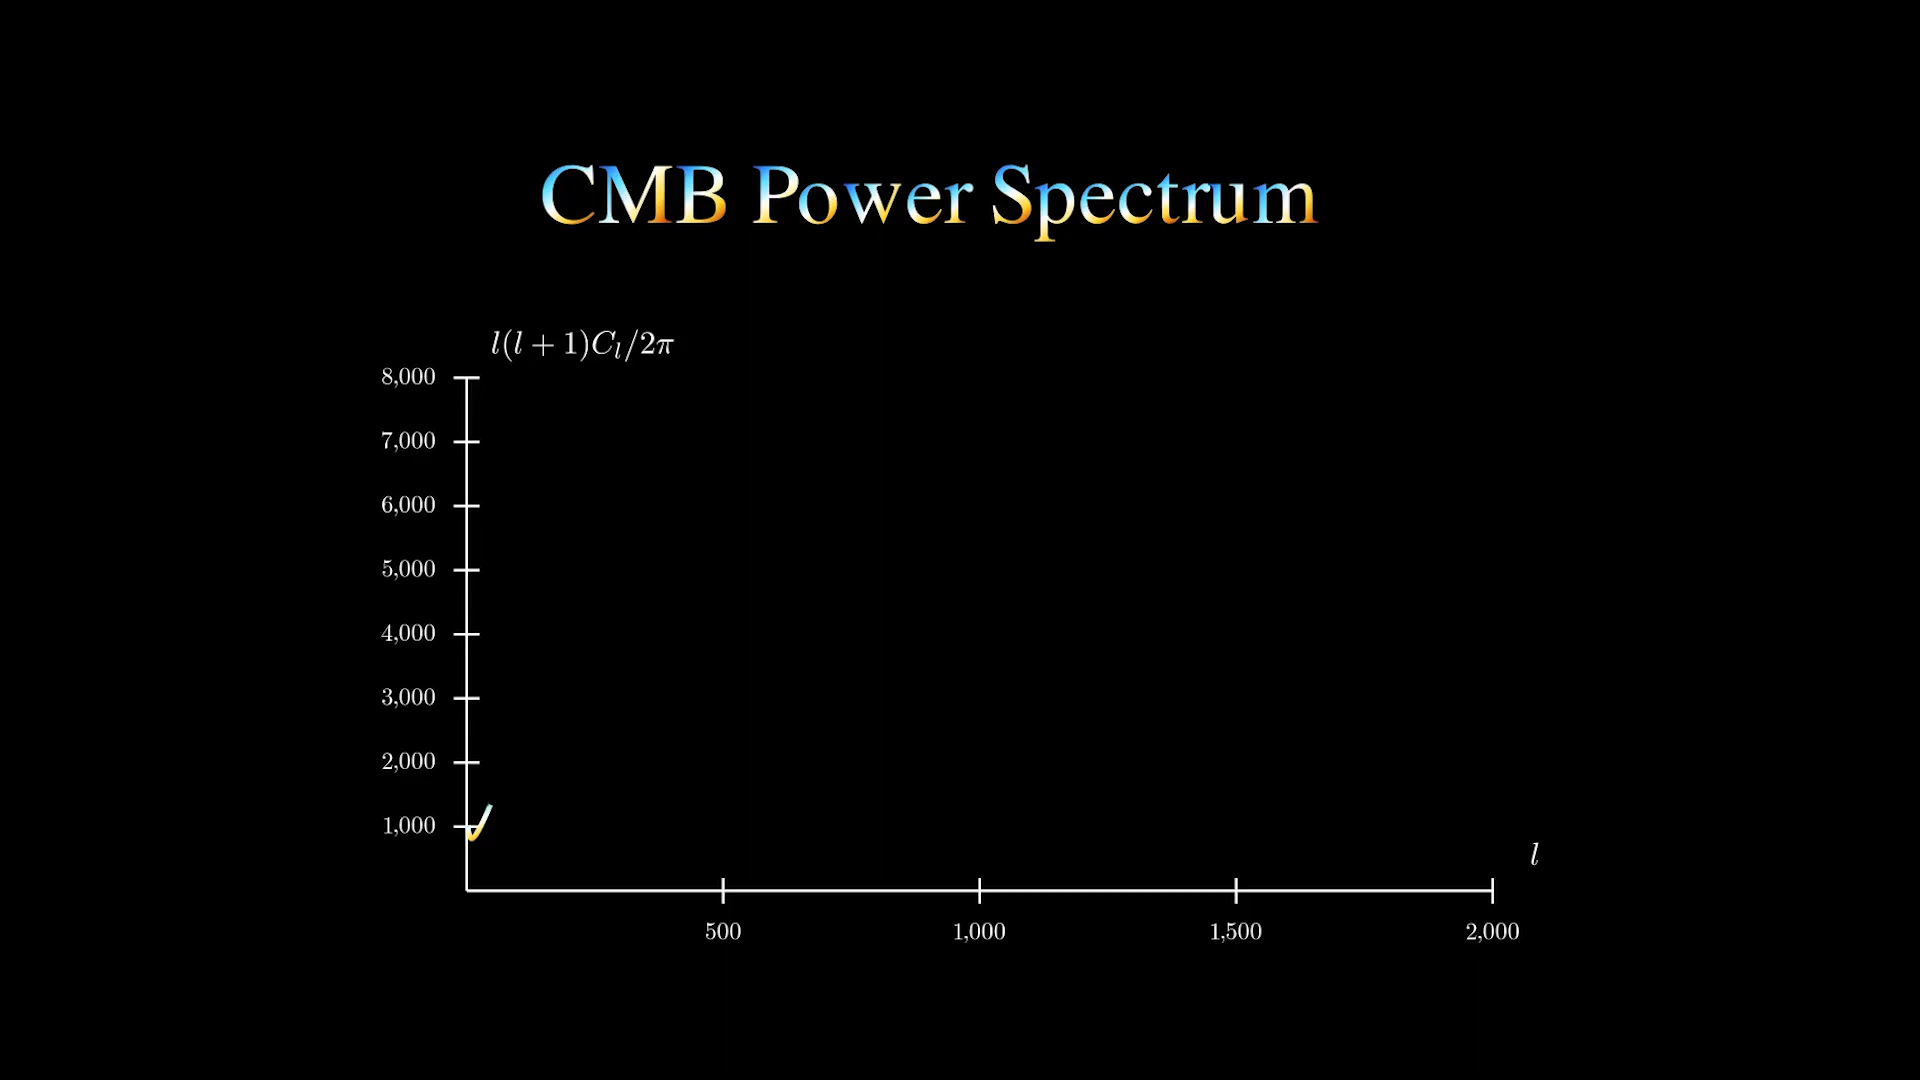 CMB Power Spectrum
l(l + 1)C_l/2π
8,000
7,000
6,000
5,000
4,000
3,000
2,000
1,000
l
500 1,000 1,500 2,000